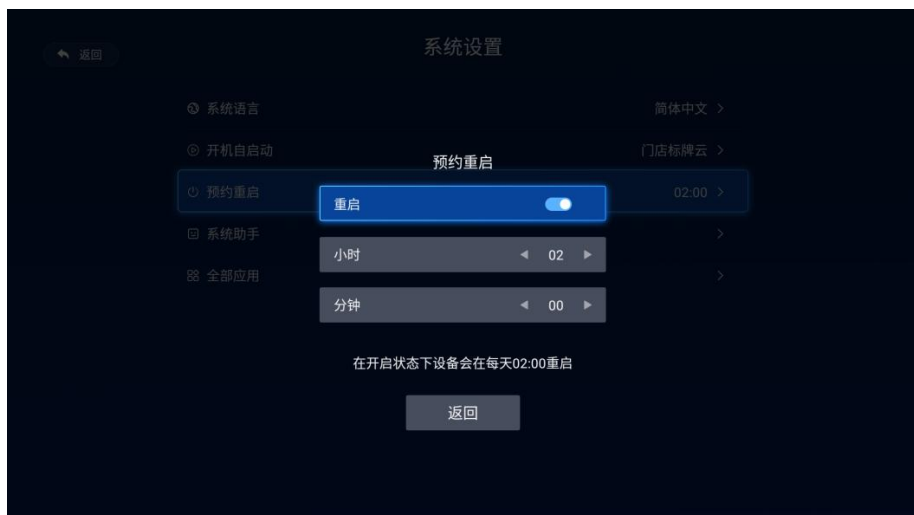 返回
系统设置
系统语言
简体中文
开机自启动
门店标牌云
预约重启
预约重启
02:00
重启
系统助手
小时
02
全部应用
分钟
00
在开启状态下设备会在每天02:00重启
返回